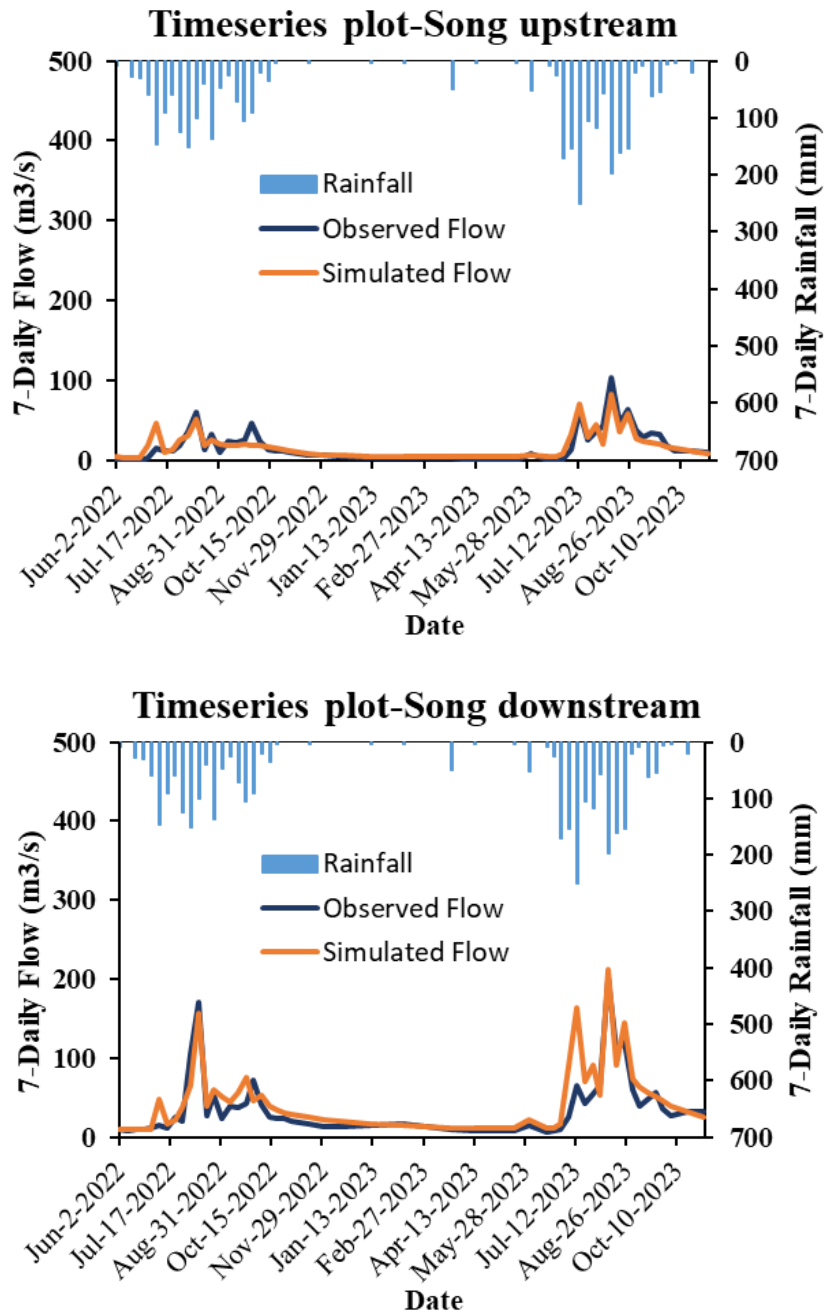 Timeseries plot-Song upstream
500
400
300
200
100
0
7-Daily Flow (m3/s)
0
100
200
300
400
500
600
700
7-Daily Rainfall (mm)
Rainfall
Observed Flow
Simulated Flow
Jun-2-2022
Jul-17-2022
Aug-31-2022
Oct-15-2022
Nov-29-2022
Jan-13-2023
Feb-27-2023
Apr-13-2023
May-28-2023
Jul-12-2023
Aug-26-2023
Oct-10-2023
Date
Timeseries plot-Song downstream
500
400
300
200
100
0
7-Daily Flow (m3/s)
0
100
200
300
400
500
600
700
7-Daily Rainfall (mm)
Rainfall
Observed Flow
Simulated Flow
Jun-2-2022
Jul-17-2022
Aug-31-2022
Oct-15-2022
Nov-29-2022
Jan-13-2023
Feb-27-2023
Apr-13-2023
May-28-2023
Jul-12-2023
Aug-26-2023
Oct-10-2023
Date